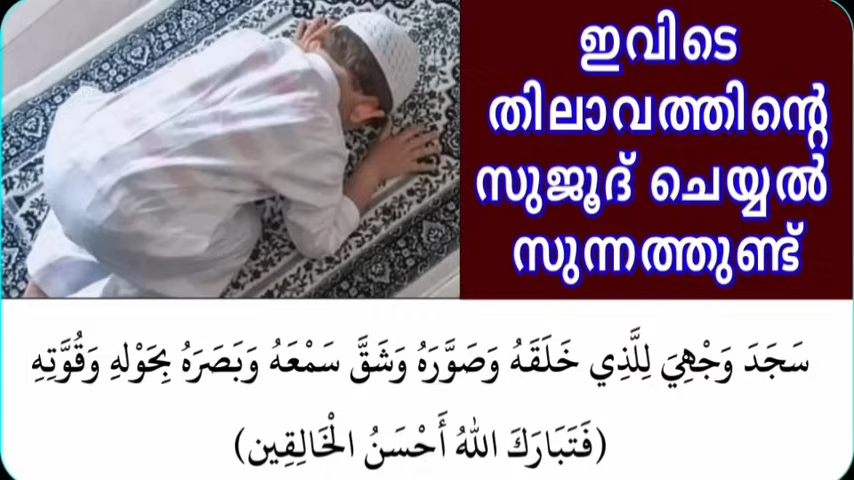 ഇവിടെ
തിലാവത്തിന്റെ
സുജൂദ് ചെയ്യൽ
സുന്നത്തുണ്ട്
سَجَدَ وَجْهِيَ لِلَّذِي خَلَقَهُ وَصَوَّرَهُ وَشَقَّ سَمْعَهُ وَبَصَرَهُ بِحَوْلِهِ وَقُوَّتِهِ
(فَتَبَارَكَ اللهُ أَحْسَنُ الْخَالِقِين)